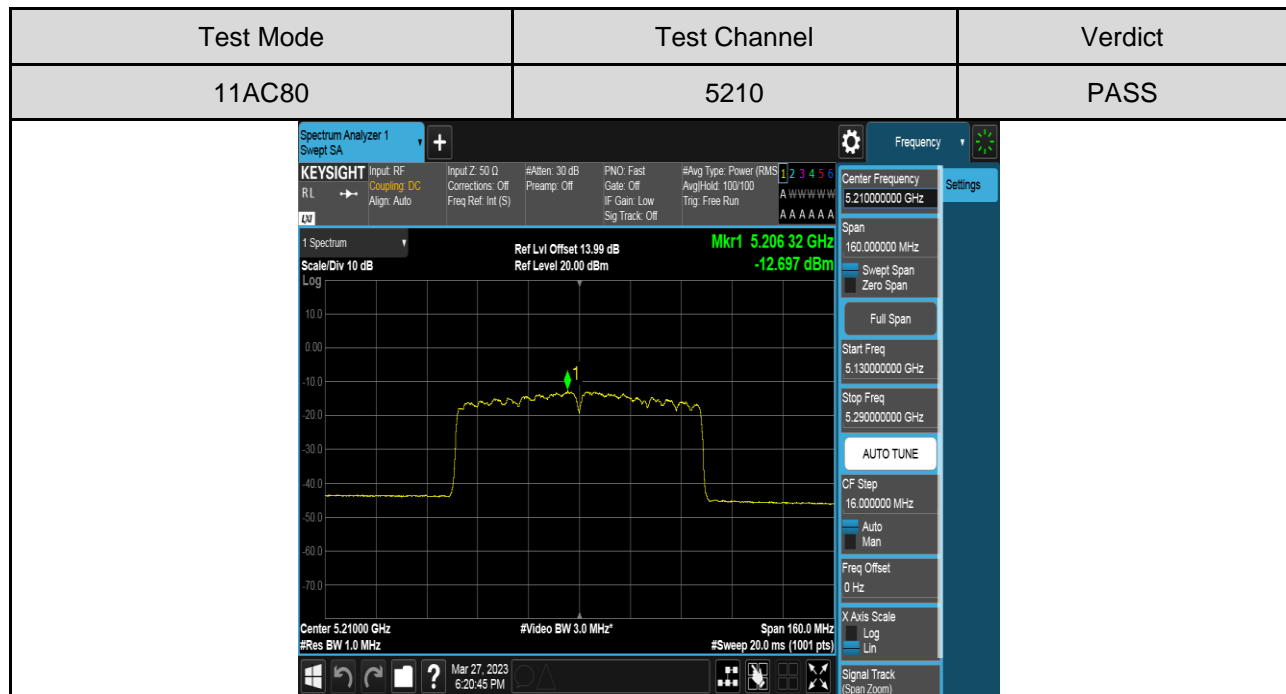 Test Mode Test Channel Verdict
11AC80 5210 PASS
Spectrum Analyzer 1
Swept SA
+
Frequency
KEYSIGHT
RL
LXI
Input: RF
Coupling: DC
Align: Auto
Input Z: 50 Ω
Corrections: Off
Freq Ref: Int (S)
#Atten: 30 dB
Preamp: Off
PNO: Fast
Gate: Off
IF Gain: Low
Sig Track: Off
#Avg Type: Power (RMS
Avg|Hold: 100/100
Trig: Free Run
1 2 3 4 5 6
A W W W W W
A A A A A A
1 Spectrum
Scale/Div 10 dB
Log
Ref Lvl Offset 13.99 dB
Ref Level 20.00 dBm
Mkr1 5.206 32 GHz
-12.697 dBm
10.0
0.00
-10.0
-20.0
-30.0
-40.0
-50.0
-60.0
-70.0
1
Center 5.21000 GHz
#Res BW 1.0 MHz
#Video BW 3.0 MHz*
Span 160.0 MHz
#Sweep 20.0 ms (1001 pts)
?
Mar 27, 2023
6:20:45 PM
Center Frequency
5.210000000 GHz
Settings
Span
160.000000 MHz
Swept Span
Zero Span
Full Span
Start Freq
5.130000000 GHz
Stop Freq
5.290000000 GHz
AUTO TUNE
CF Step
16.000000 MHz
Auto
Man
Freq Offset
0 Hz
X Axis Scale
Log
Lin
Signal Track
(Span Zoom)